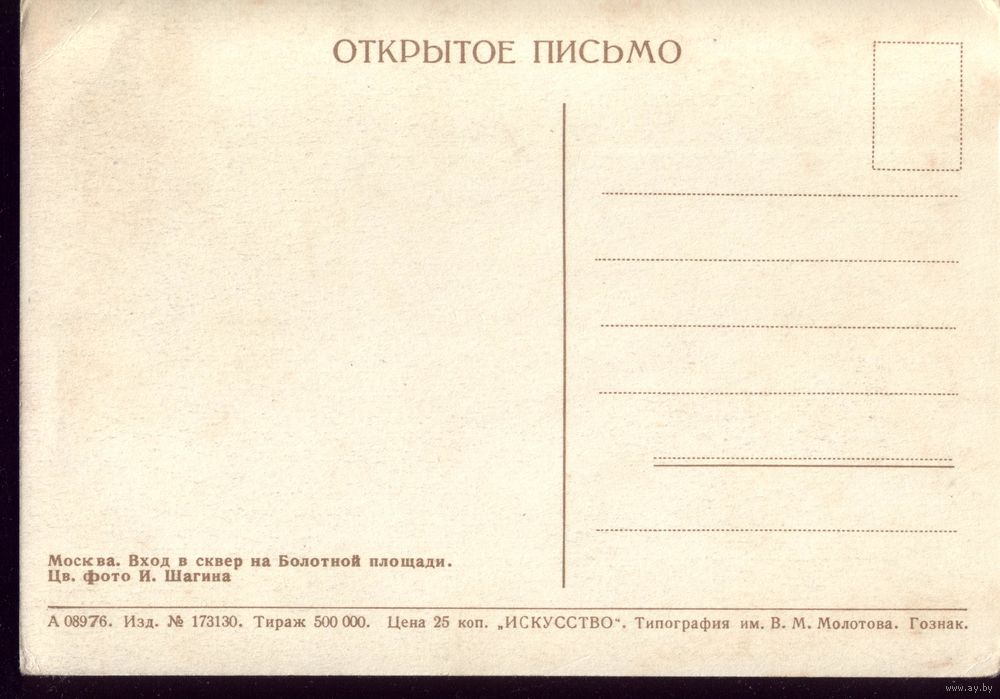 ОТКРЫТОЕ ПИСЬМО
Москва. Вход в сквер на Болотной площади.
Цв. фото И. Шагина
А 08976. Изд. № 173130. Тираж 500 000. Цена 25 коп. „ИСКУССТВО“. Типография им. В. М. Молотова. Гознак.
www.ay.by